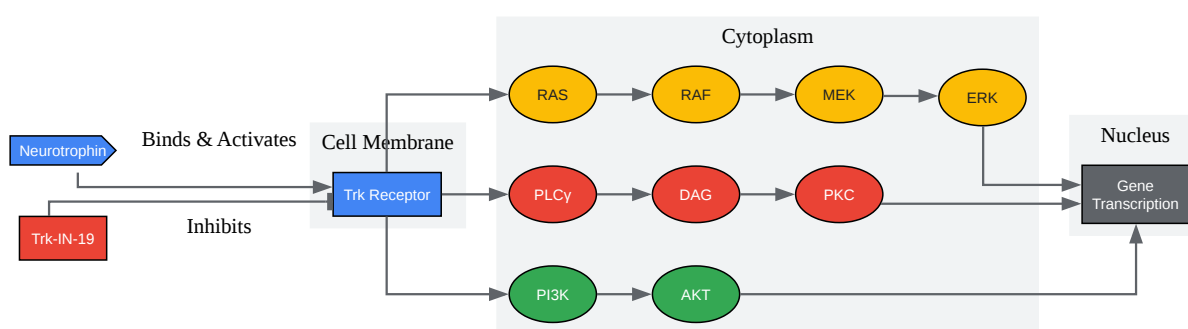 Cytoplasm
RAS
RAF
MEK
ERK
Binds & Activates
Cell Membrane
Nucleus
Neurotrophin
Trk Receptor
PLCγ
DAG
PKC
Gene
Transcription
Inhibits
Trk-IN-19
PI3K
AKT